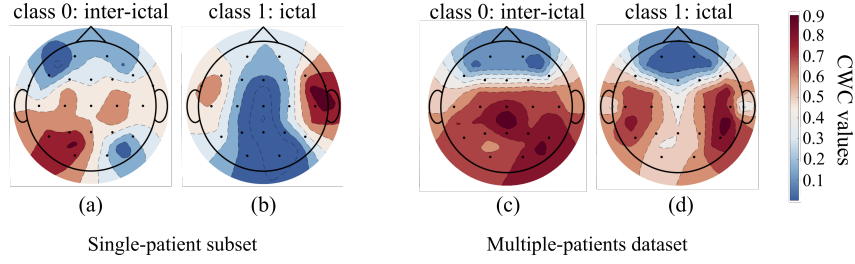 class 0: inter-ictal
class 1: ictal
class 0: inter-ictal
class 1: ictal
0.9
0.8
0.7
0.6
0.5
0.4
0.3
0.2
0.1
CWC values
(a)
(b)
(c)
(d)
Single-patient subset
Multiple-patients dataset